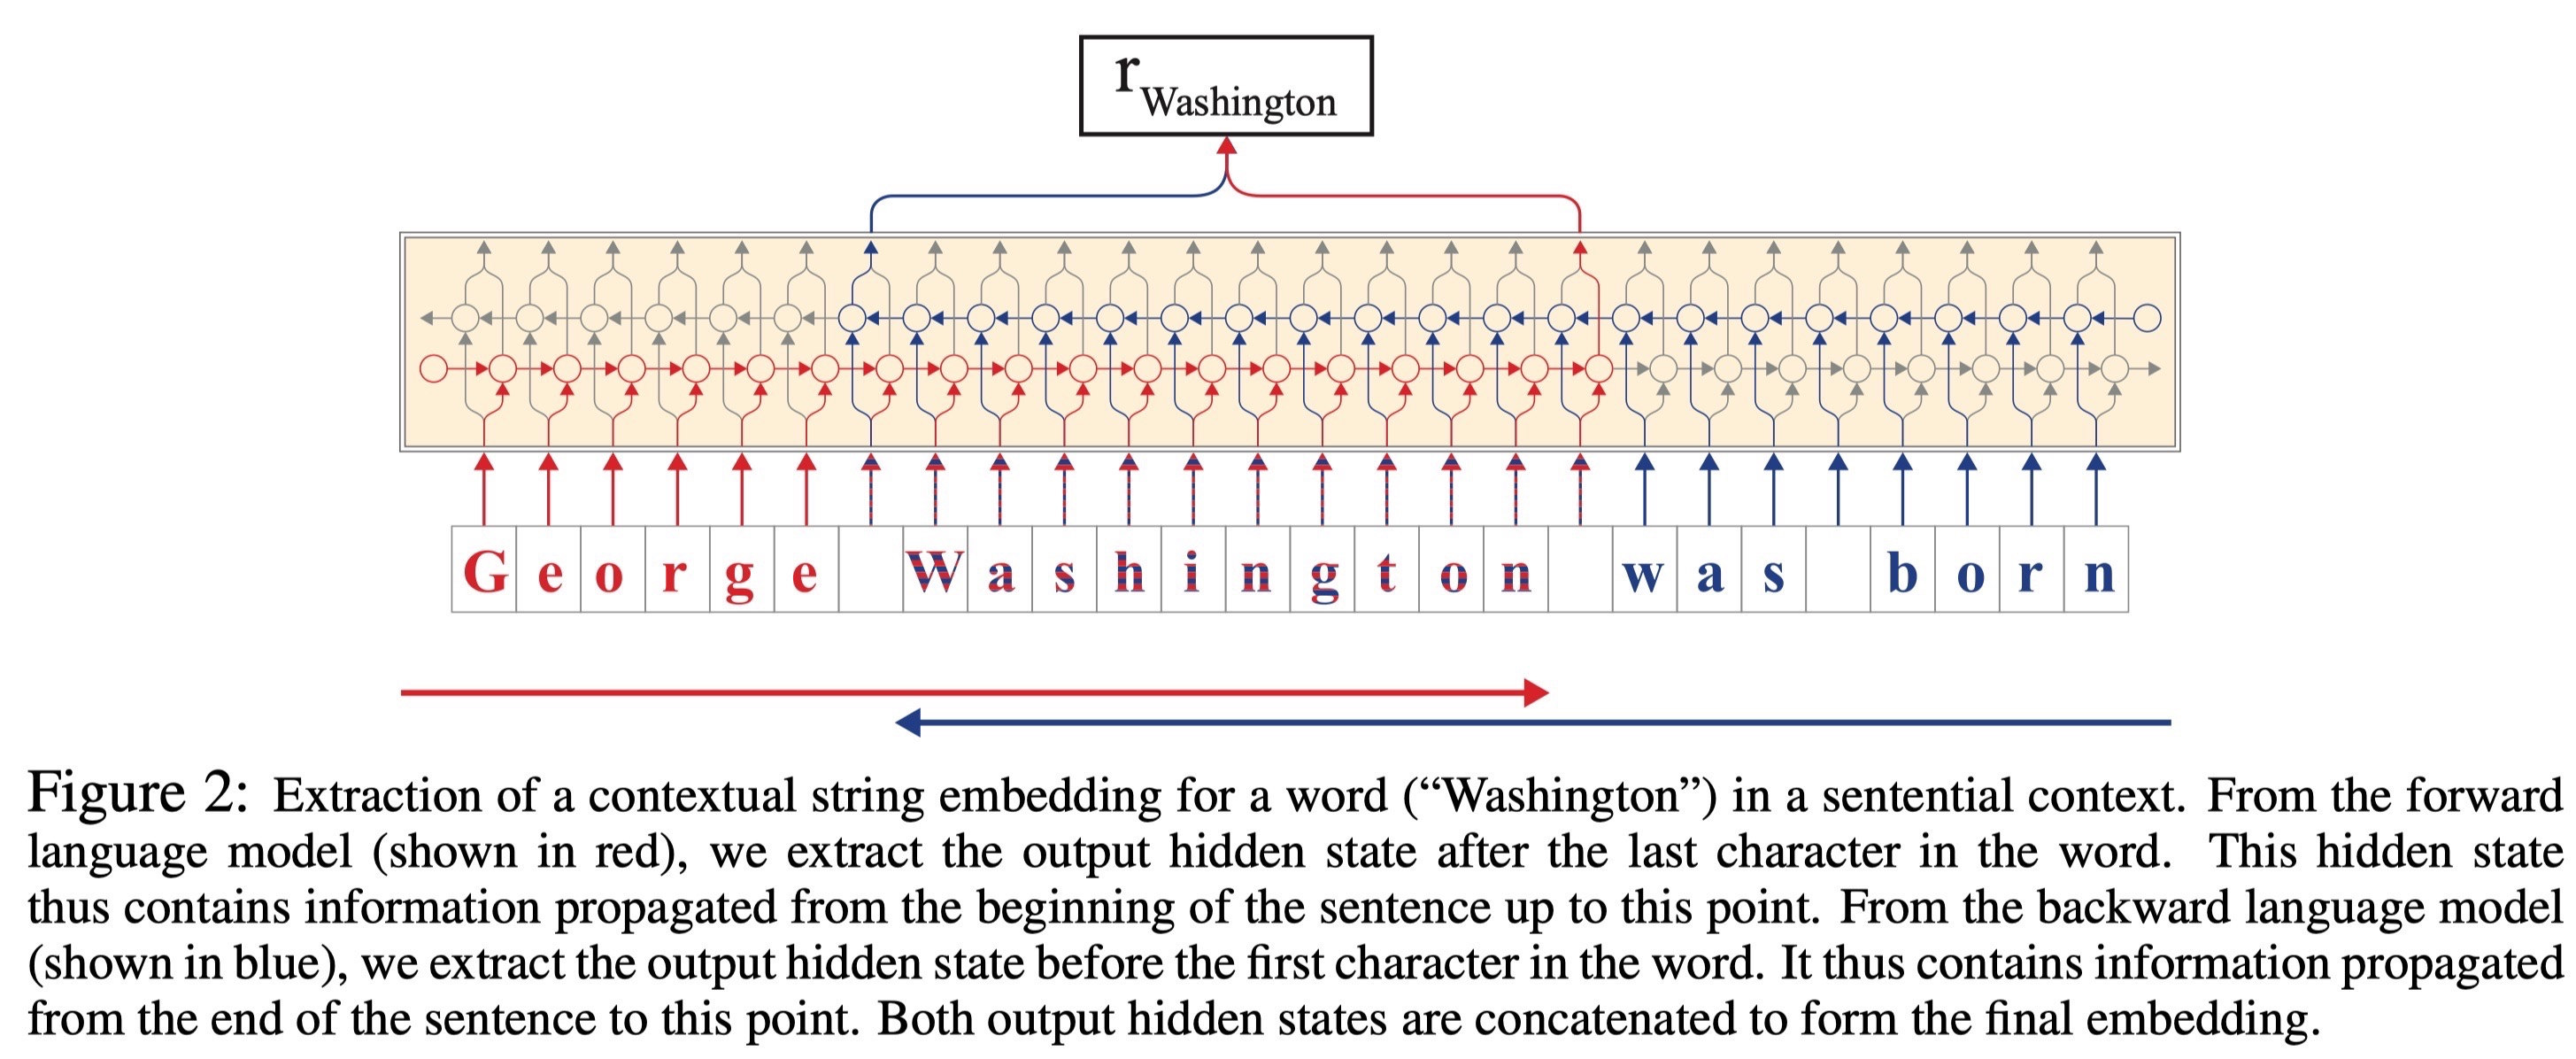 r Washington
George Washington was born
Figure 2: Extraction of a contextual string embedding for a word (“Washington”) in a sentential context. From the forward
language model (shown in red), we extract the output hidden state after the last character in the word. This hidden state
thus contains information propagated from the beginning of the sentence up to this point. From the backward language model
(shown in blue), we extract the output hidden state before the first character in the word. It thus contains information propagated
from the end of the sentence to this point. Both output hidden states are concatenated to form the final embedding.